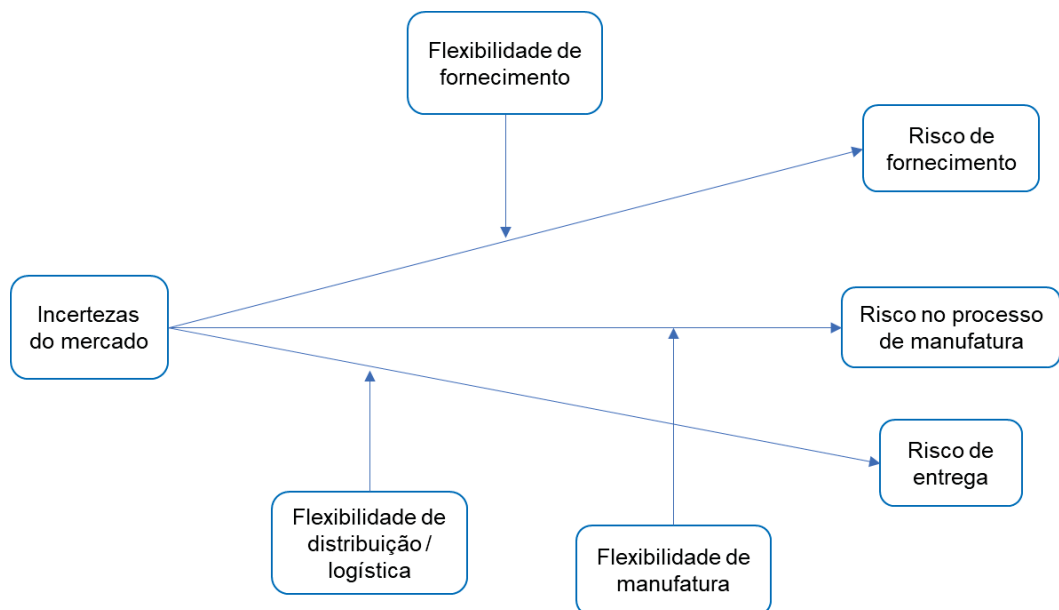 Flexibilidade de
fornecimento
Risco de
fornecimento
Incertezas
do mercado
Risco no processo
de manufatura
Risco de
entrega
Flexibilidade de
distribuição /
logística
Flexibilidade de
manufatura